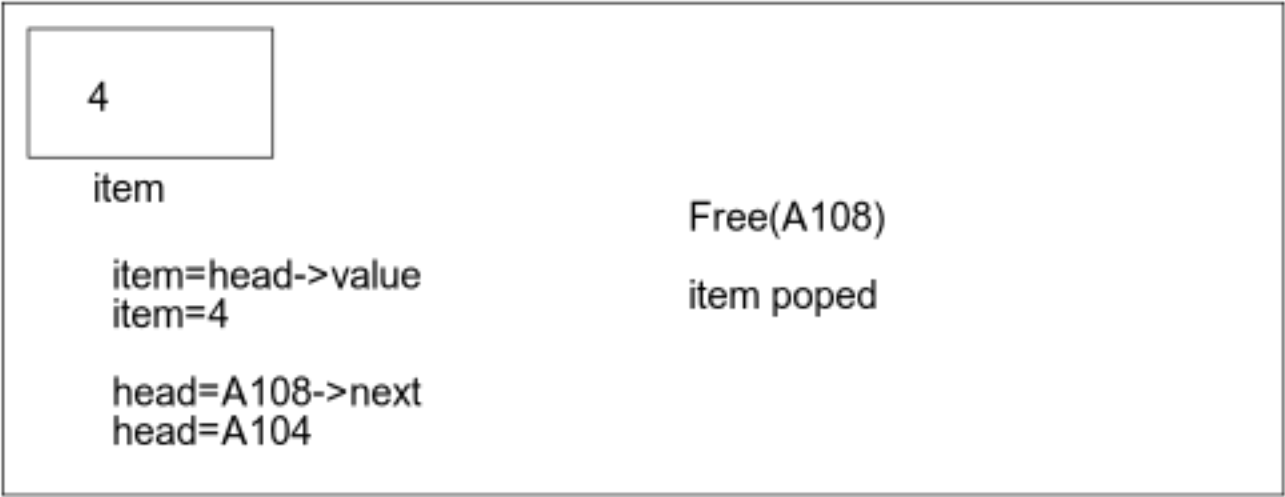 4
item
item=head->value
item=4
head=A108->next
head=A104
Free(A108)
item poped